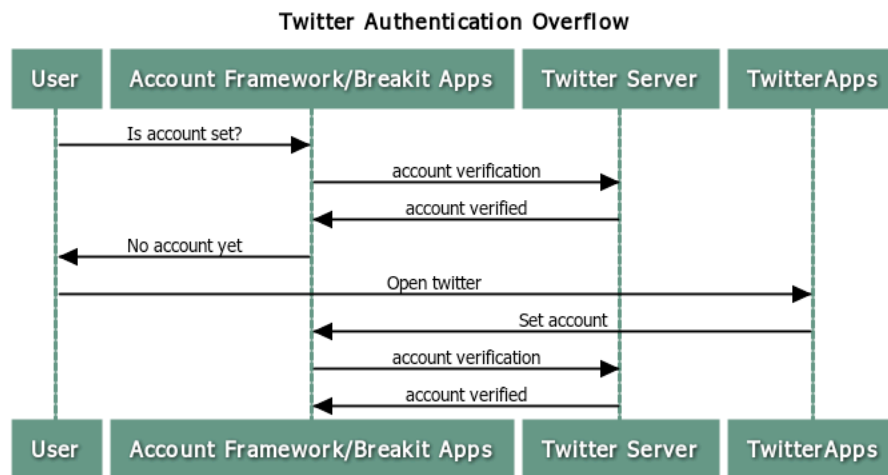 Twitter Authentication Overflow
User
Account Framework/Breakit Apps
Twitter Server
TwitterApps
Is account set?
account verification
account verified
No account yet
Open twitter
Set account
account verification
account verified
User
Account Framework/Breakit Apps
Twitter Server
TwitterApps